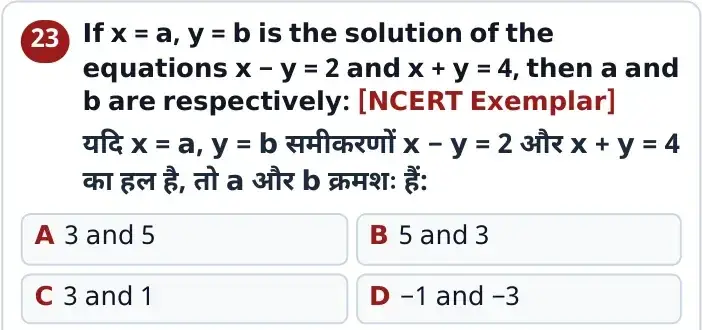 23 If x = a, y = b is the solution of the
equations x − y = 2 and x + y = 4, then a and
b are respectively: [NCERT Exemplar]
यदि x = a, y = b समीकरणों x − y = 2 और x + y = 4
का हल है, तो a और b क्रमशः हैं:
A 3 and 5
B 5 and 3
C 3 and 1
D −1 and −3